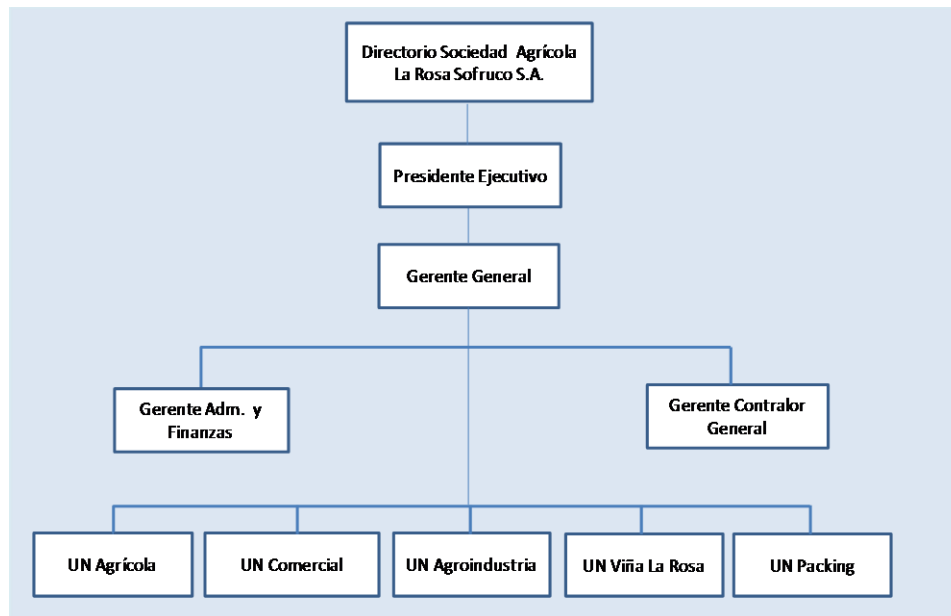 Directorio Sociedad Agrícola
La Rosa Sofruco S.A.
Presidente Ejecutivo
Gerente General
Gerente Adm. y
Finanzas
Gerente Contralor
General
UN Agrícola
UN Comercial
UN Agroindustria
UN Viña La Rosa
UN Packing